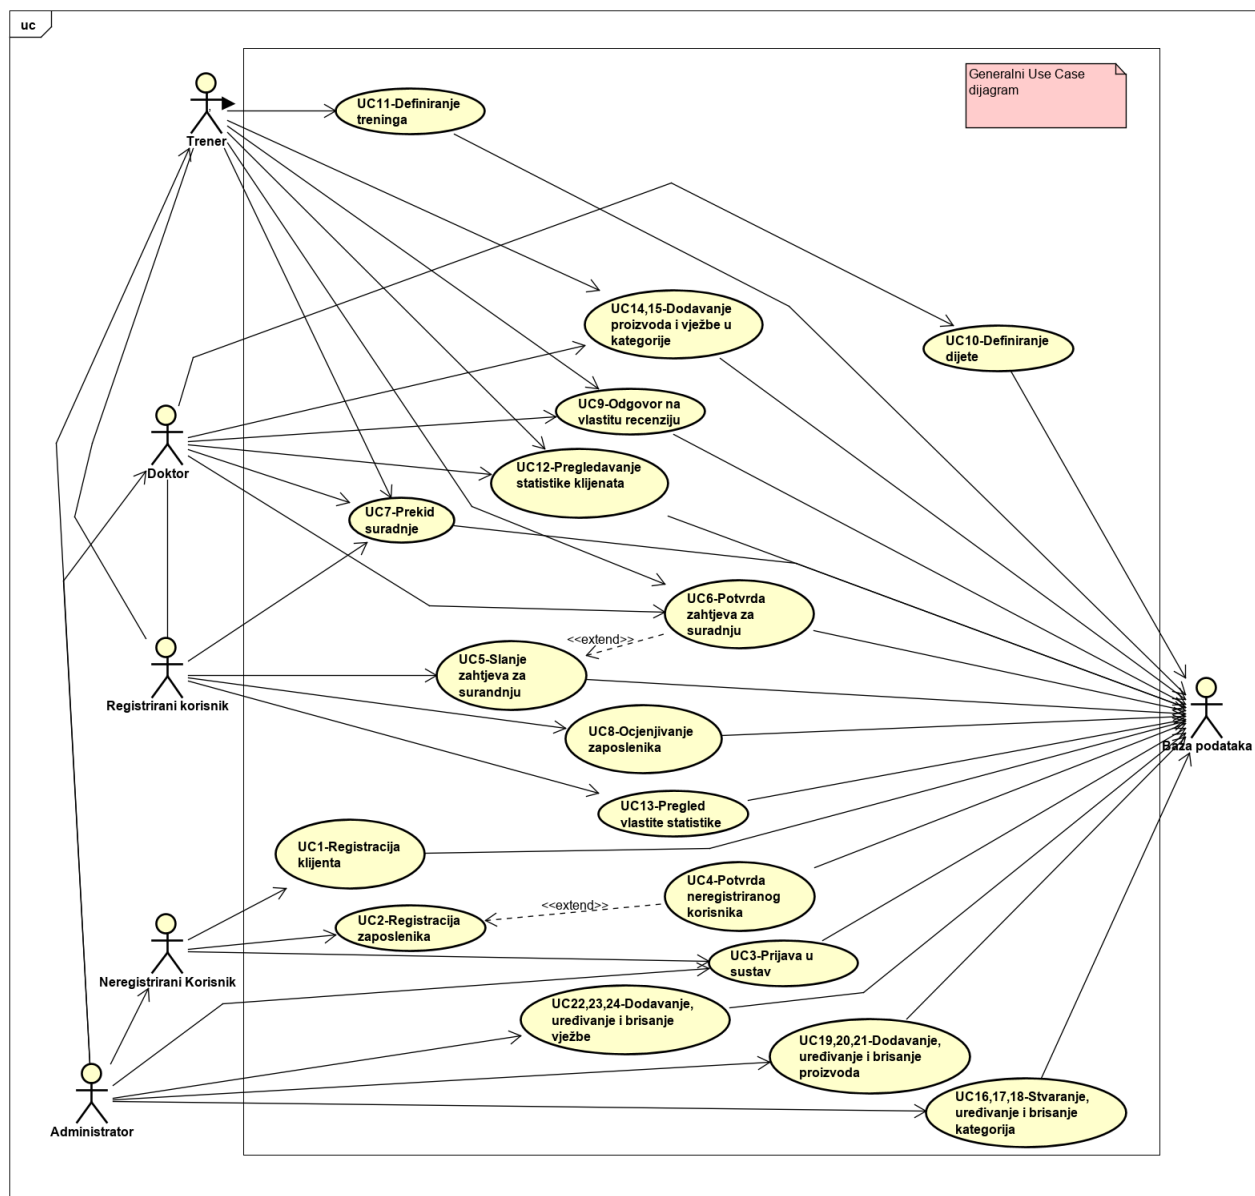 uc
Generalni Use Case
dijagram
Trener
UC11-Definiranje
treninga
UC14,15-Dodavanje
proizvoda i vježbe u
kategorije
UC10-Definiranje
dijete
UC9-Odgovor na
vlastitu recenziju
Doktor
UC12-Pregledavanje
statistike klijenata
UC7-Prekid
suradnje
UC6-Potvrda
zahtjeva za
suradnju
<<extend>>
UC5-Slanje
zahtjeva za
surandnju
Registrirani korisnik
UC8-Ocjenjivanje
zaposlenika
Baza podataka
UC13-Pregled
vlastite statistike
UC1-Registracija
klijenta
UC4-Potvrda
neregistriranog
korisnika
<<extend>>
UC2-Registracija
zaposlenika
UC3-Prijava u
sustav
Neregistrirani Korisnik
UC22,23,24-Dodavanje,
uređivanje i brisanje
vježbe
UC19,20,21-Dodavanje,
uređivanje i brisanje
proizvoda
UC16,17,18-Stvaranje,
uređivanje i brisanje
kategorija
Administrator